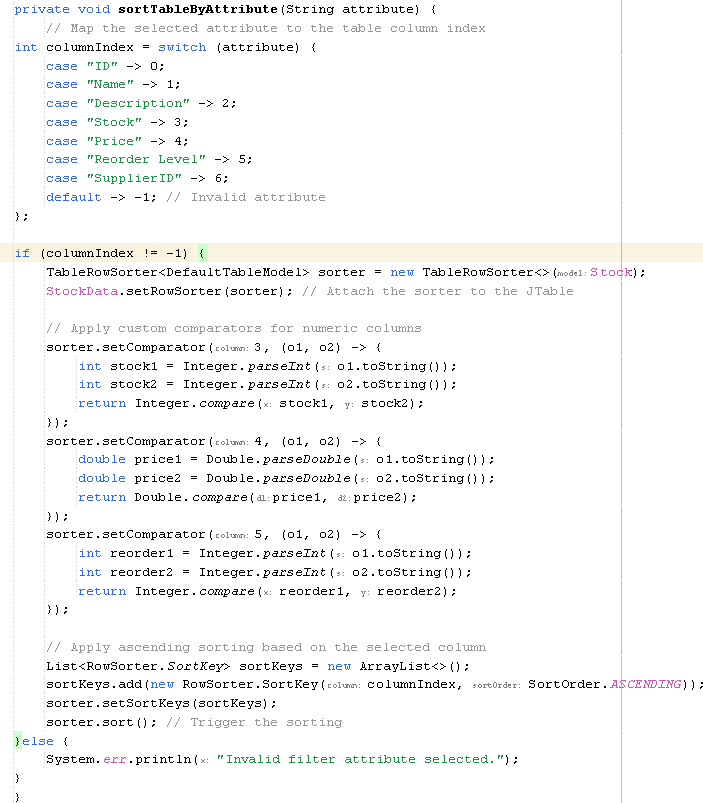 private void sortTableByAttribute(String attribute) {
    // Map the selected attribute to the table column index
int columnIndex = switch (attribute) {
    case "ID" -> 0;
    case "Name" -> 1;
    case "Description" -> 2;
    case "Stock" -> 3;
    case "Price" -> 4;
    case "Reorder Level" -> 5;
    case "SupplierID" -> 6;
    default -> -1; // Invalid attribute
};

if (columnIndex != -1) {
    TableRowSorter<DefaultTableModel> sorter = new TableRowSorter<>(model: Stock);
    StockData.setRowSorter(sorter); // Attach the sorter to the JTable

    // Apply custom comparators for numeric columns
    sorter.setComparator(column: 3, (o1, o2) -> {
        int stock1 = Integer.parseInt(s: o1.toString());
        int stock2 = Integer.parseInt(s: o2.toString());
        return Integer.compare(x: stock1, y: stock2);
    });
    sorter.setComparator(column: 4, (o1, o2) -> {
        double price1 = Double.parseDouble(s: o1.toString());
        double price2 = Double.parseDouble(s: o2.toString());
        return Double.compare(d1: price1, d2: price2);
    });
    sorter.setComparator(column: 5, (o1, o2) -> {
        int reorder1 = Integer.parseInt(s: o1.toString());
        int reorder2 = Integer.parseInt(s: o2.toString());
        return Integer.compare(x: reorder1, y: reorder2);
    });

    // Apply ascending sorting based on the selected column
    List<RowSorter.SortKey> sortKeys = new ArrayList<>();
    sortKeys.add(new RowSorter.SortKey(column: columnIndex, sortOrder: SortOrder.ASCENDING));
    sorter.setSortKeys(sortKeys);
    sorter.sort(); // Trigger the sorting
}else {
    System.err.println(x: "Invalid filter attribute selected.");
}
}